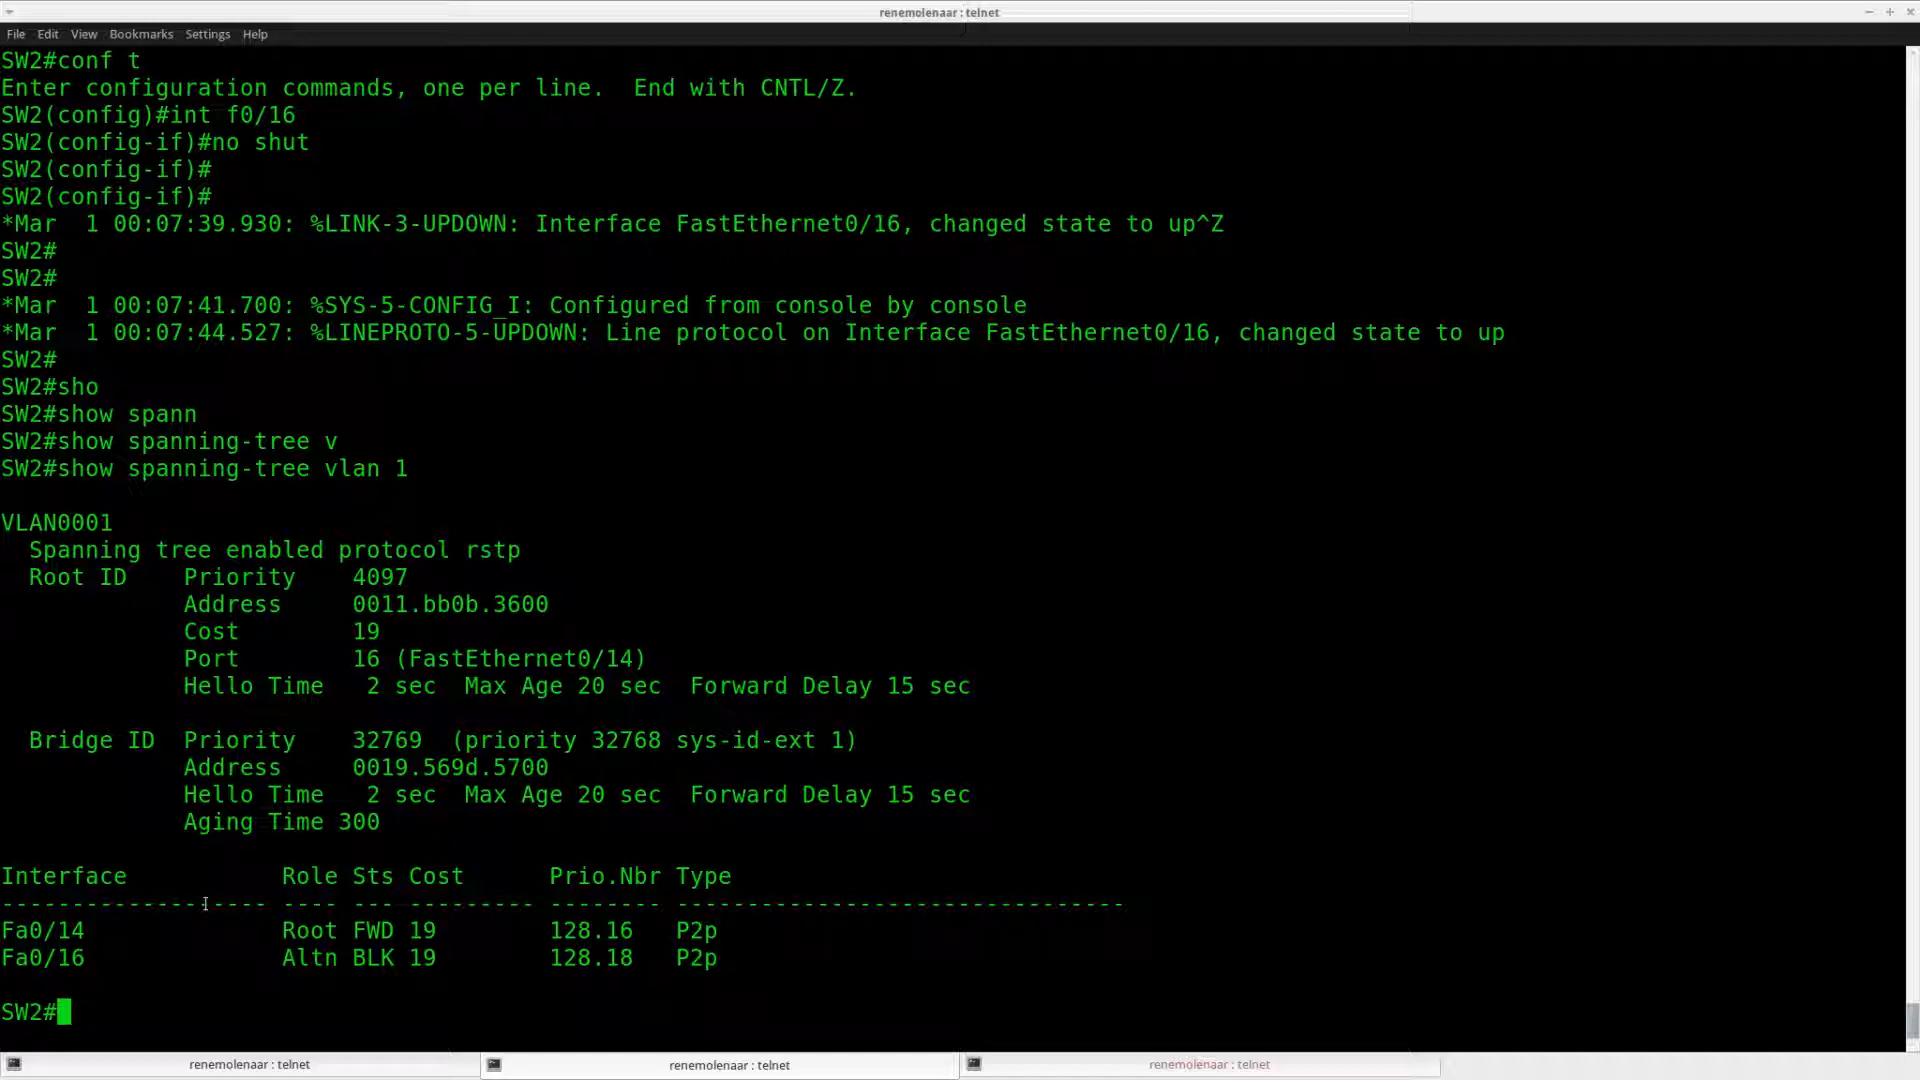 renemolenaar : telnet
File Edit View Bookmarks Settings Help
SW2#conf t
Enter configuration commands, one per line.  End with CNTL/Z.
SW2(config)#int f0/16
SW2(config-if)#no shut
SW2(config-if)#
SW2(config-if)#
*Mar  1 00:07:39.930: %LINK-3-UPDOWN: Interface FastEthernet0/16, changed state to up^Z
SW2#
SW2#
*Mar  1 00:07:41.700: %SYS-5-CONFIG_I: Configured from console by console
*Mar  1 00:07:44.527: %LINEPROTO-5-UPDOWN: Line protocol on Interface FastEthernet0/16, changed state to up
SW2#
SW2#sho
SW2#show spann
SW2#show spanning-tree v
SW2#show spanning-tree vlan 1
VLAN0001
  Spanning tree enabled protocol rstp
  Root ID    Priority    4097
             Address     0011.bb0b.3600
             Cost        19
             Port        16 (FastEthernet0/14)
             Hello Time   2 sec  Max Age 20 sec  Forward Delay 15 sec
  Bridge ID  Priority    32769  (priority 32768 sys-id-ext 1)
             Address     0019.569d.5700
             Hello Time   2 sec  Max Age 20 sec  Forward Delay 15 sec
             Aging Time 300
Interface           Role Sts Cost      Prio.Nbr Type
------------------- ---- --- --------- -------- --------------------------------
Fa0/14              Root FWD 19        128.16   P2p
Fa0/16              Altn BLK 19        128.18   P2p
SW2#
renemolenaar : telnet renemolenaar : telnet renemolenaar : telnet